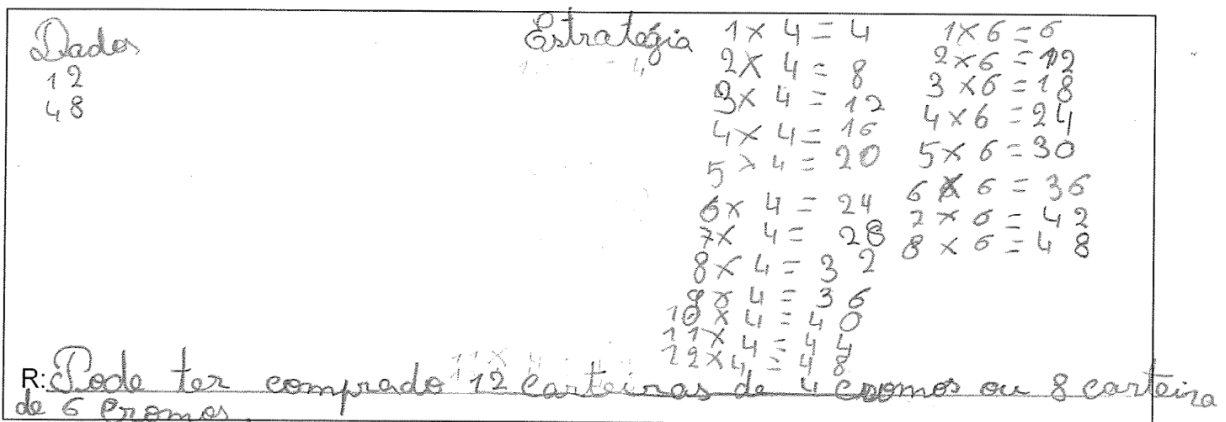 Dados
12
48
Estratégia
1 x 4 = 4
2 x 4 = 8
3 x 4 = 12
4 x 4 = 16
5 x 4 = 20
6 x 4 = 24
7 x 4 = 28
8 x 4 = 32
9 x 4 = 36
10 x 4 = 40
11 x 4 = 44
12 x 4 = 48
1 x 6 = 6
2 x 6 = 12
3 x 6 = 18
4 x 6 = 24
5 x 6 = 30
6 x 6 = 36
7 x 6 = 42
8 x 6 = 48
R: Pode ter comprado 12 carteiras de 4 cromos ou 8 carteira
de 6 cromos.